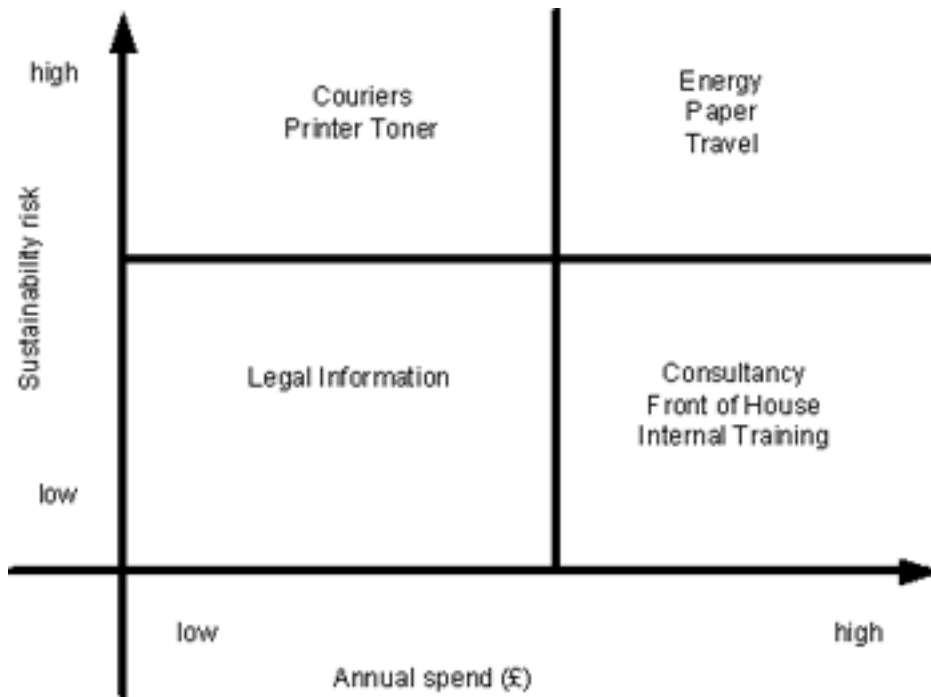 high
Couriers
Printer Toner
Energy
Paper
Travel
Sustainability risk
Legal Information
Consultancy
Front of House
Internal Training
low
low
high
Annual spend (£)